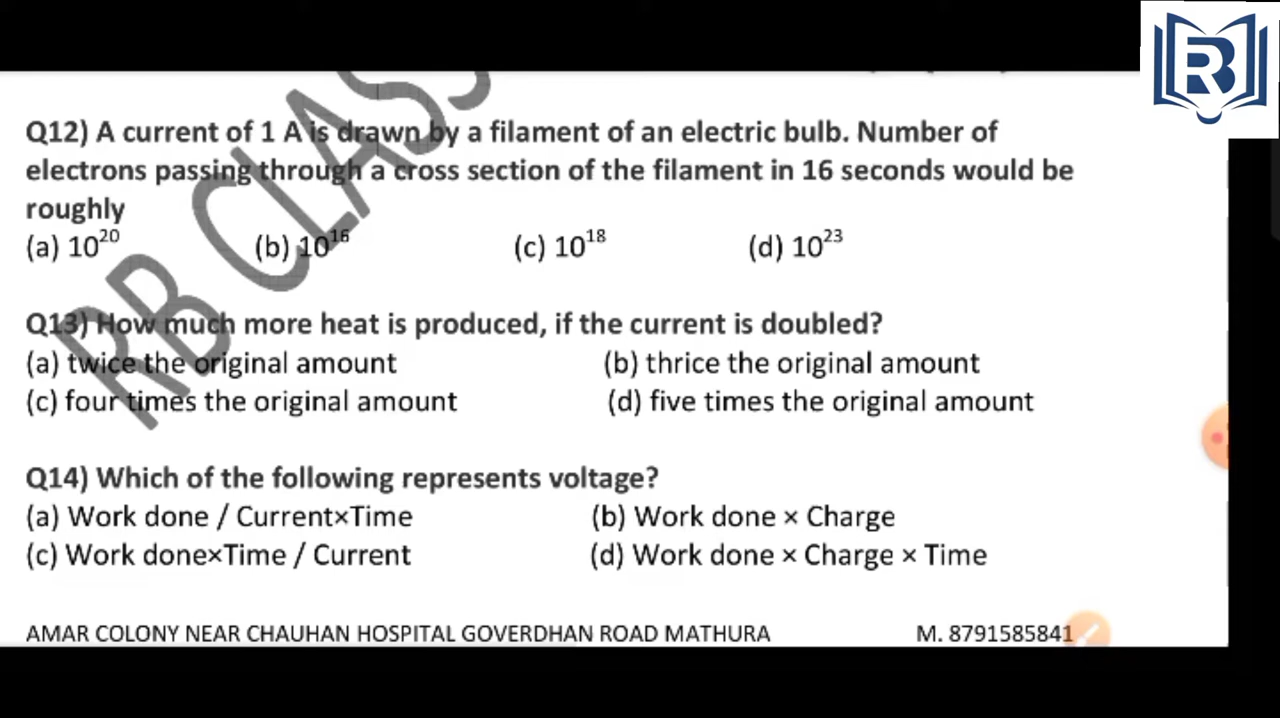 Q12) A current of 1 A is drawn by a filament of an electric bulb. Number of
electrons passing through a cross section of the filament in 16 seconds would be
roughly
(a) 10²⁰ (b) 10¹⁶ (c) 10¹⁸ (d) 10²³
Q13) How much more heat is produced, if the current is doubled?
(a) twice the original amount (b) thrice the original amount
(c) four times the original amount (d) five times the original amount
Q14) Which of the following represents voltage?
(a) Work done / Current×Time (b) Work done × Charge
(c) Work done×Time / Current (d) Work done × Charge × Time
AMAR COLONY NEAR CHAUHAN HOSPITAL GOVERDHAN ROAD MATHURA M. 8791585841
RB CLASS
RB